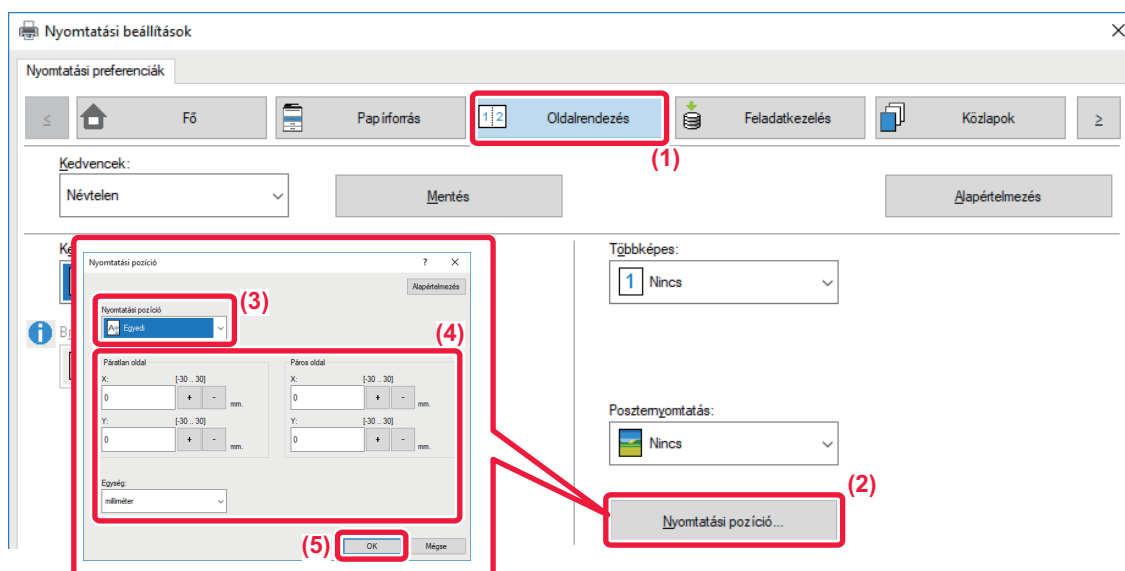 Nyomtatási beállítások
Nyomtatási preferenciák
≤
Fő
Papírforrás
1 2 Oldalrendezés
Feladatkezelés
Közlapok
≥
(1)
Kedvencek:
Névtelen
Mentés
Alapértelmezés
Nyomtatási pozíció ? ×
Alapértelmezés
Nyomtatási pozíció
Egyedi
(3)
(4)
Páratlan oldal
X: [-30 .. 30]
0 + - mm.
Y: [-30 .. 30]
0 + - mm.
Páros oldal
X: [-30 .. 30]
0 + - mm.
Y: [-30 .. 30]
0 + - mm.
Egység:
milliméter
(5)
OK
Mégse
Többképes:
1 Nincs
Poszternyomtatás:
Nincs
(2)
Nyomtatási pozíció...